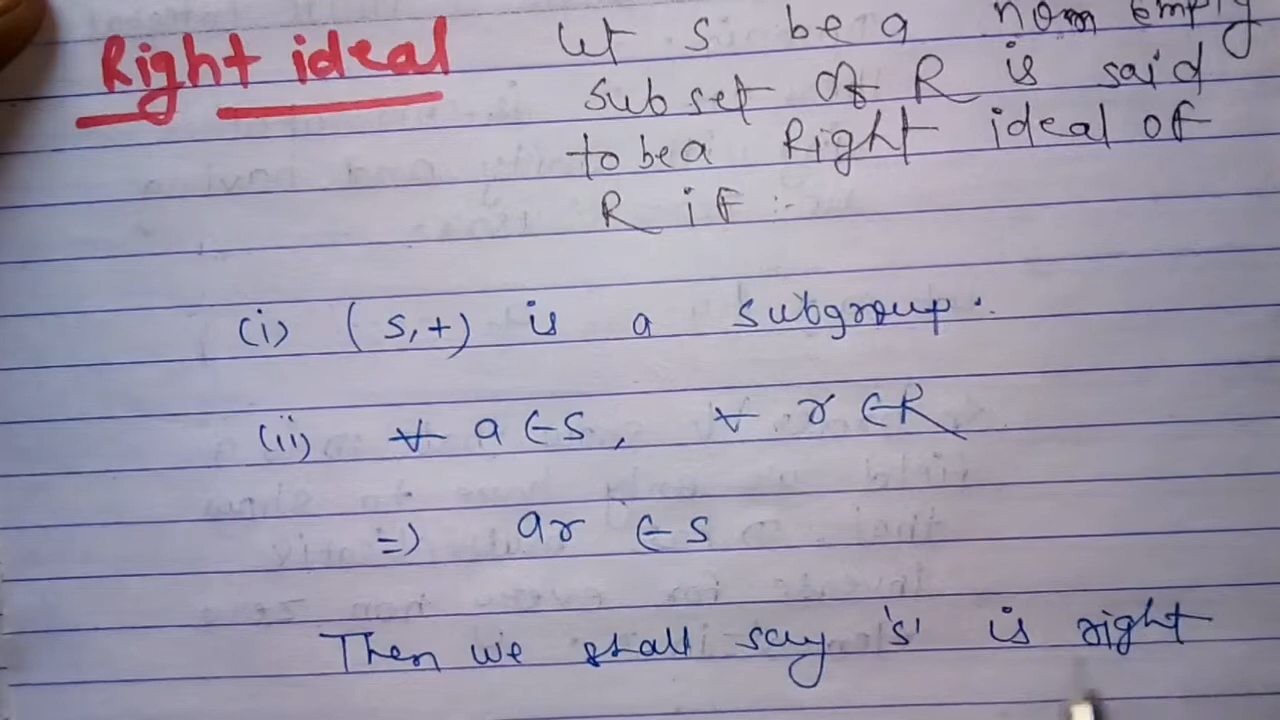 Right ideal
Let S be a non empty
subset of R is said
to be a Right ideal of
R if :-
(i) (S,+) is a subgroup.
(ii) ∀ a ∈ S, ∀ r ∈ R
=) ar ∈ S
Then we shall say 's' is right